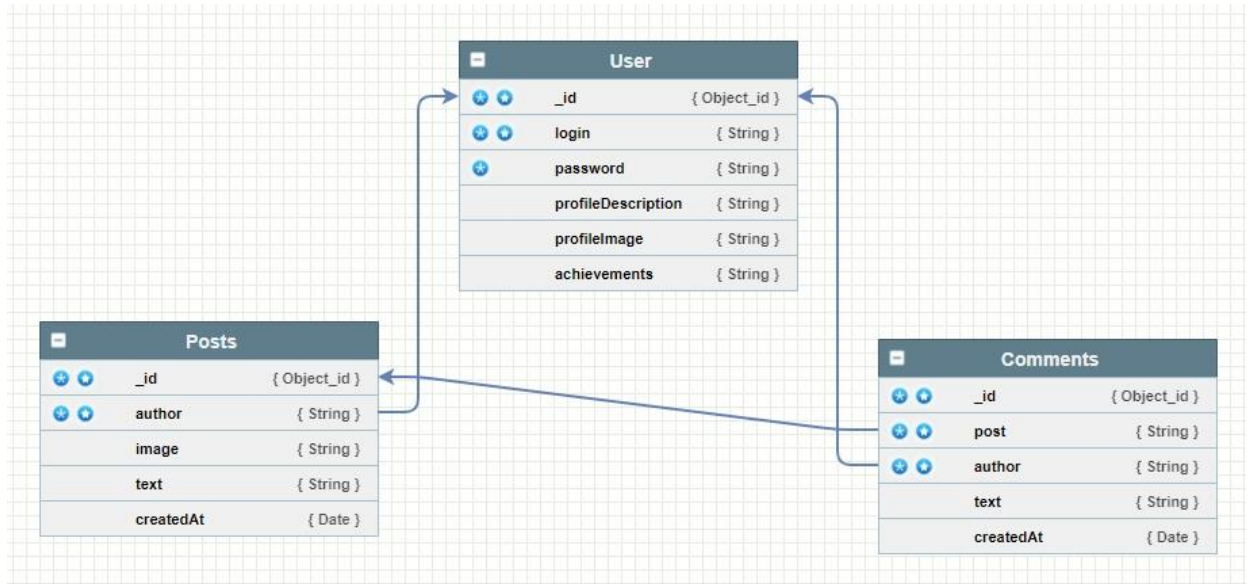 User
_id { Object_id }
login { String }
password { String }
profileDescription { String }
profileImage { String }
achievements { String }
Posts
_id { Object_id }
author { String }
image { String }
text { String }
createdAt { Date }
Comments
_id { Object_id }
post { String }
author { String }
text { String }
createdAt { Date }